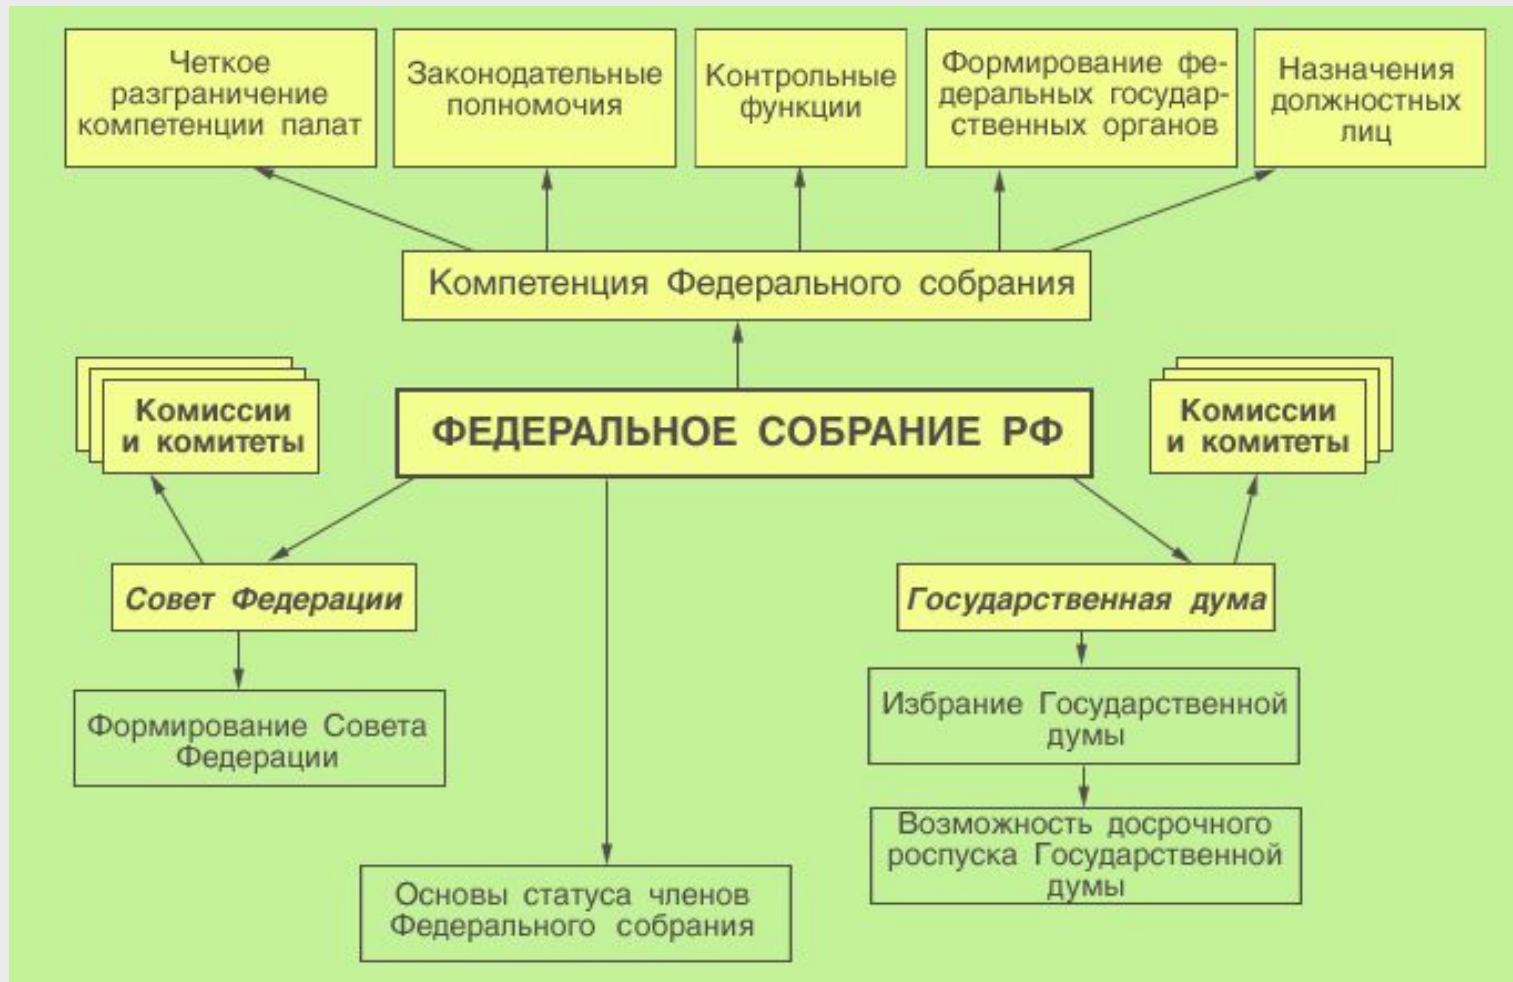 Четкое
разграничение
компетенции палат
Законодательные
полномочия
Контрольные
функции
Формирование фе-
деральных государ-
ственных органов
Назначения
должностных
лиц
Компетенция Федерального собрания
Комиссии
и комитеты
ФЕДЕРАЛЬНОЕ СОБРАНИЕ РФ
Комиссии
и комитеты
Совет Федерации
Государственная дума
Формирование Совета
Федерации
Избрание Государственной
думы
Возможность досрочного
роспуска Государственной
думы
Основы статуса членов
Федерального собрания